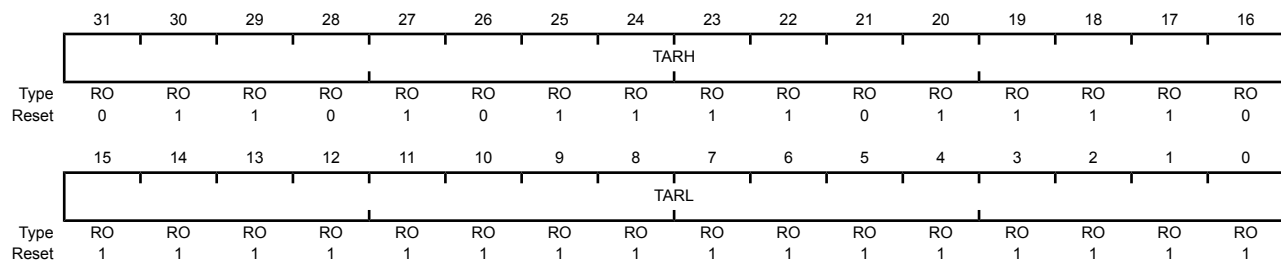 31 30 29 28 27 26 25 24 23 22 21 20 19 18 17 16
TARH
Type RO RO RO RO RO RO RO RO RO RO RO RO RO RO RO RO
Reset 0 1 1 0 1 0 1 1 1 1 0 1 1 1 1 0
15 14 13 12 11 10 9 8 7 6 5 4 3 2 1 0
TARL
Type RO RO RO RO RO RO RO RO RO RO RO RO RO RO RO RO
Reset 1 1 1 1 1 1 1 1 1 1 1 1 1 1 1 1